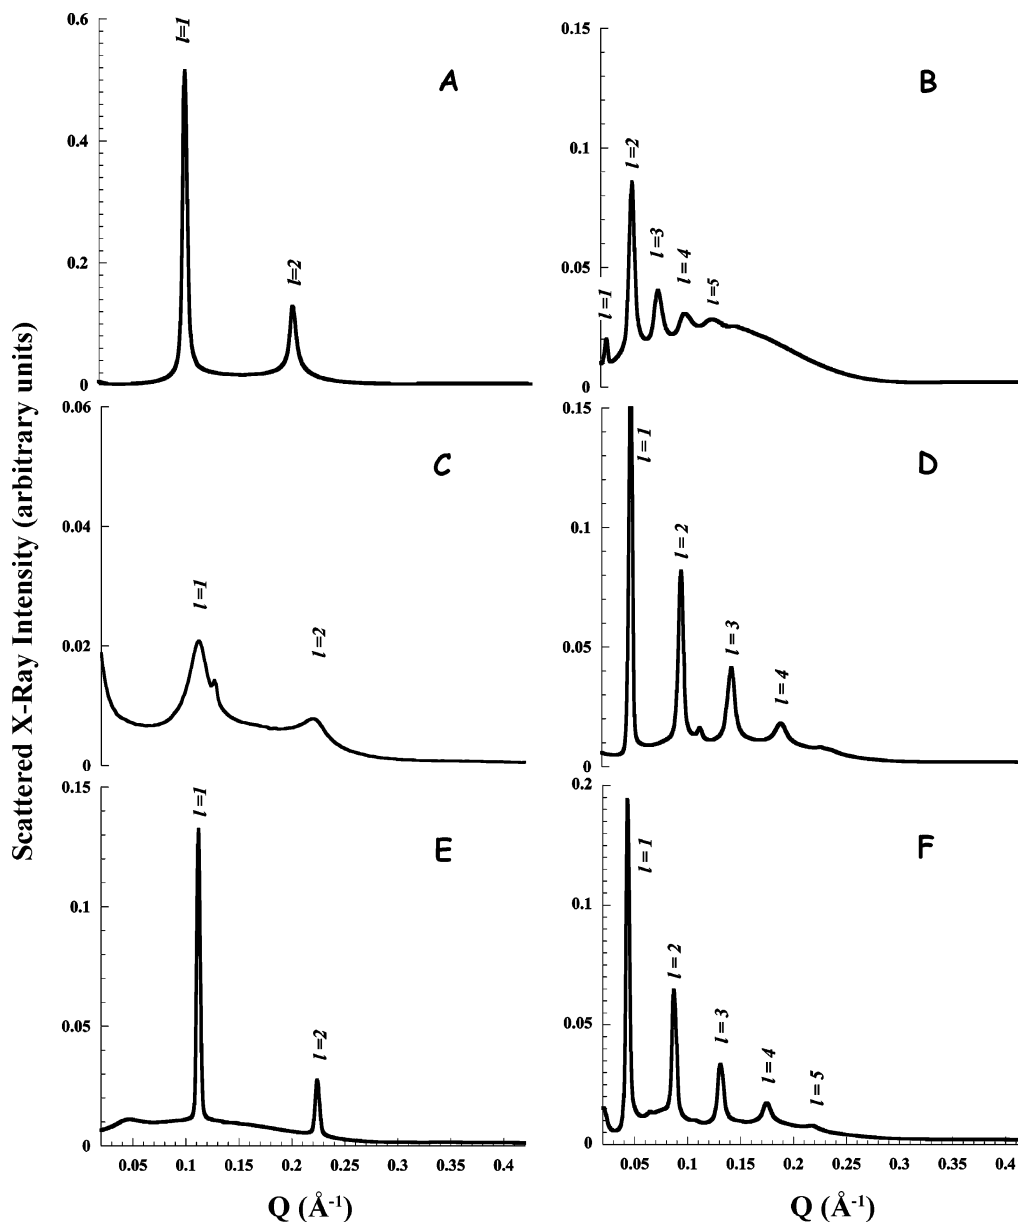 Scattered X-Ray Intensity (arbitrary units)
0.6
0.4
0.2
0
l=1
l=2
A
0.15
0.1
0.05
0
l=1
l=2
l=3
l=4
l=5
B
0.06
0.04
0.02
0
l=1
l=2
C
0.15
0.1
0.05
0
l=1
l=2
l=3
l=4
D
0.15
0.1
0.05
0
l=1
l=2
E
0.05 0.1 0.15 0.2 0.25 0.3 0.35 0.4
Q (Å-1)
0.2
0.1
0.05
0
l=1
l=2
l=3
l=4
l=5
F
0.05 0.1 0.15 0.2 0.25 0.3 0.35 0.4
Q (Å-1)